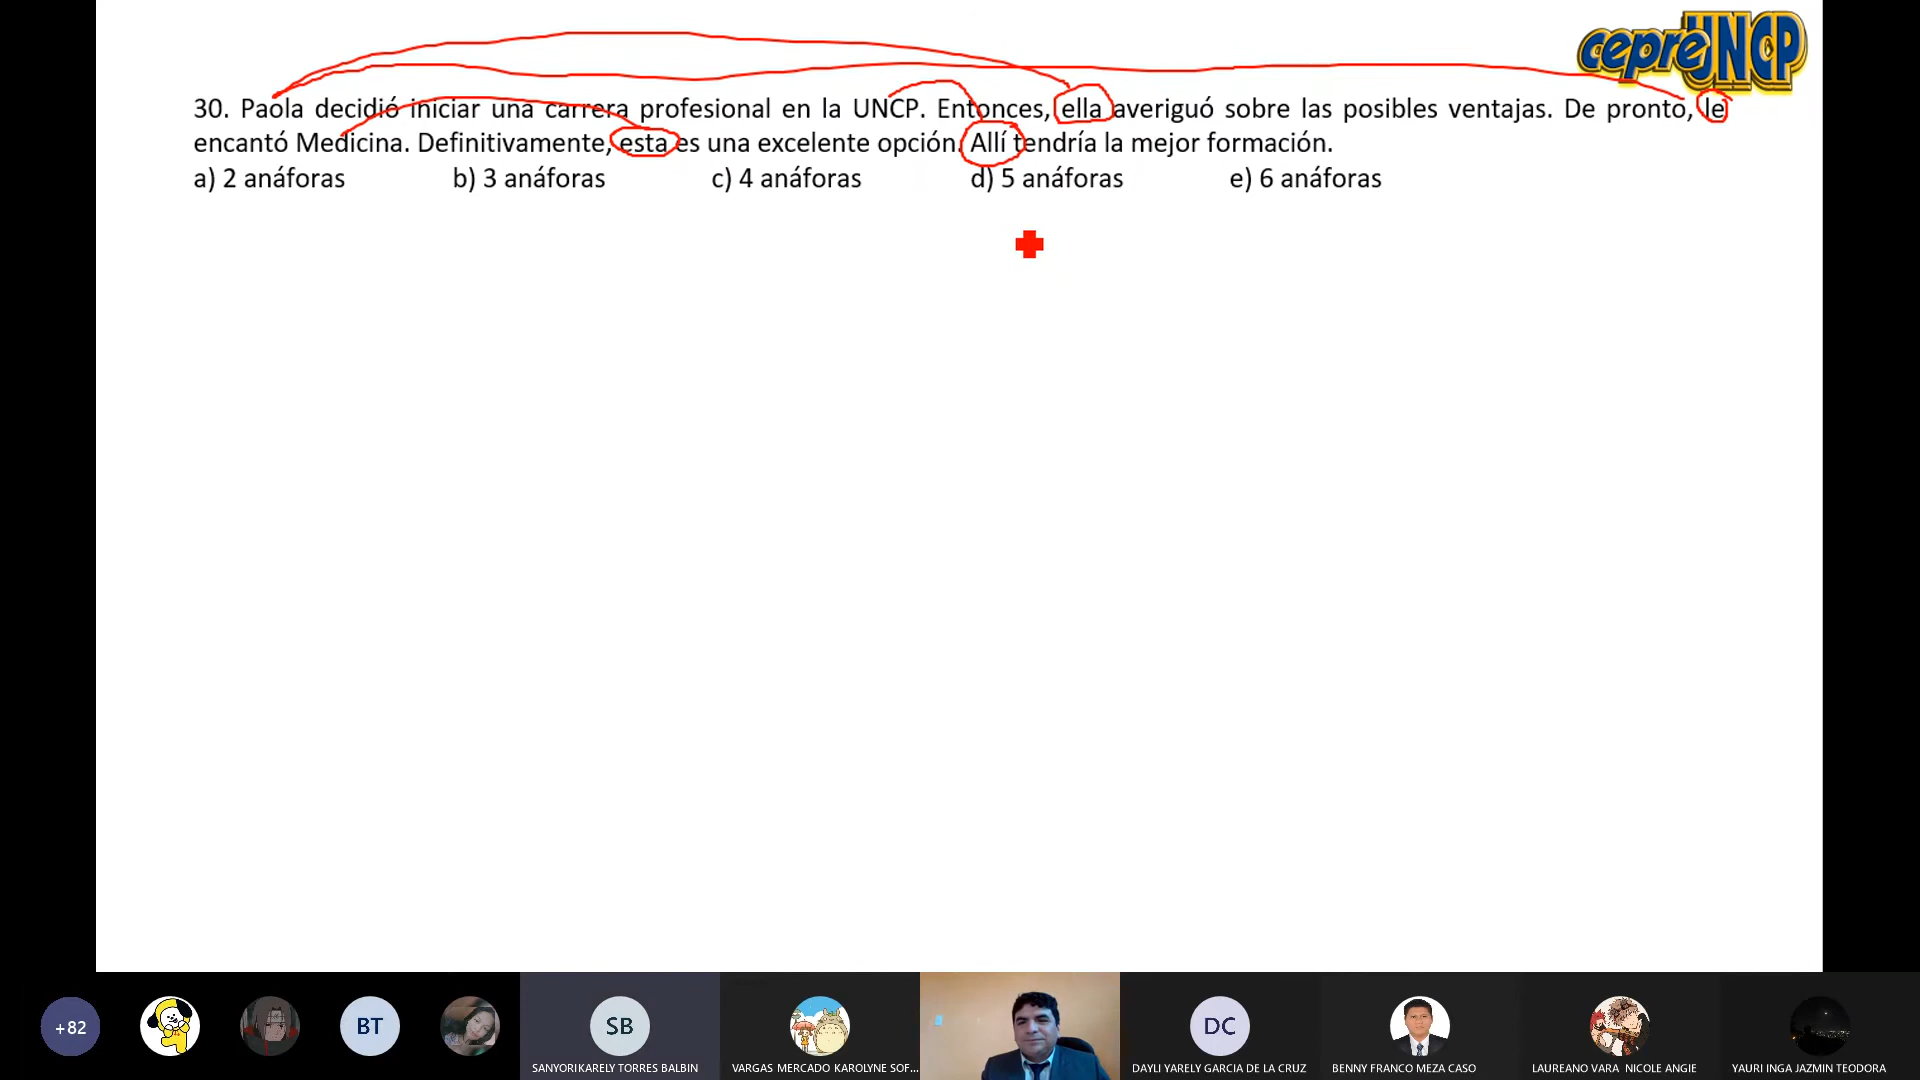 cepreUNCP
30. Paola decidió iniciar una carrera profesional en la UNCP. Entonces, ella averiguó sobre las posibles ventajas. De pronto, le
encantó Medicina. Definitivamente, esta es una excelente opción. Allí tendría la mejor formación.
a) 2 anáforas b) 3 anáforas c) 4 anáforas d) 5 anáforas e) 6 anáforas
+82 BT SB DC
SANYORIKARELY TORRES BALBIN VARGAS MERCADO KAROLYNE SOF... DAYLI YARELY GARCIA DE LA CRUZ BENNY FRANCO MEZA CASO LAUREANO VARA NICOLE ANGIE YAURI INGA JAZMIN TEODORA